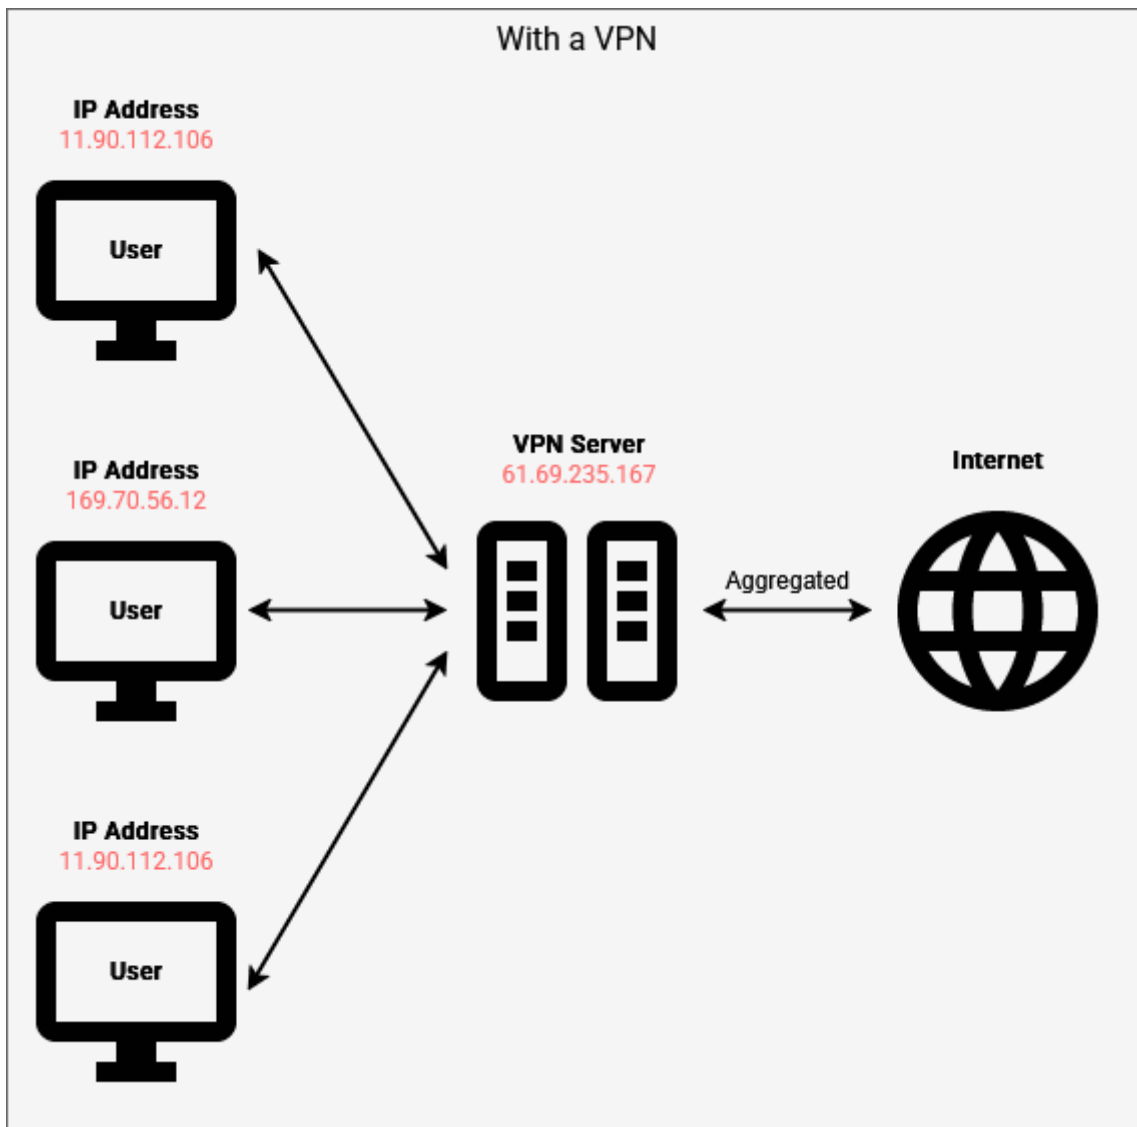 With a VPN
IP Address
11.90.112.106
User
IP Address
169.70.56.12
User
IP Address
11.90.112.106
User
VPN Server
61.69.235.167
Aggregated
Internet